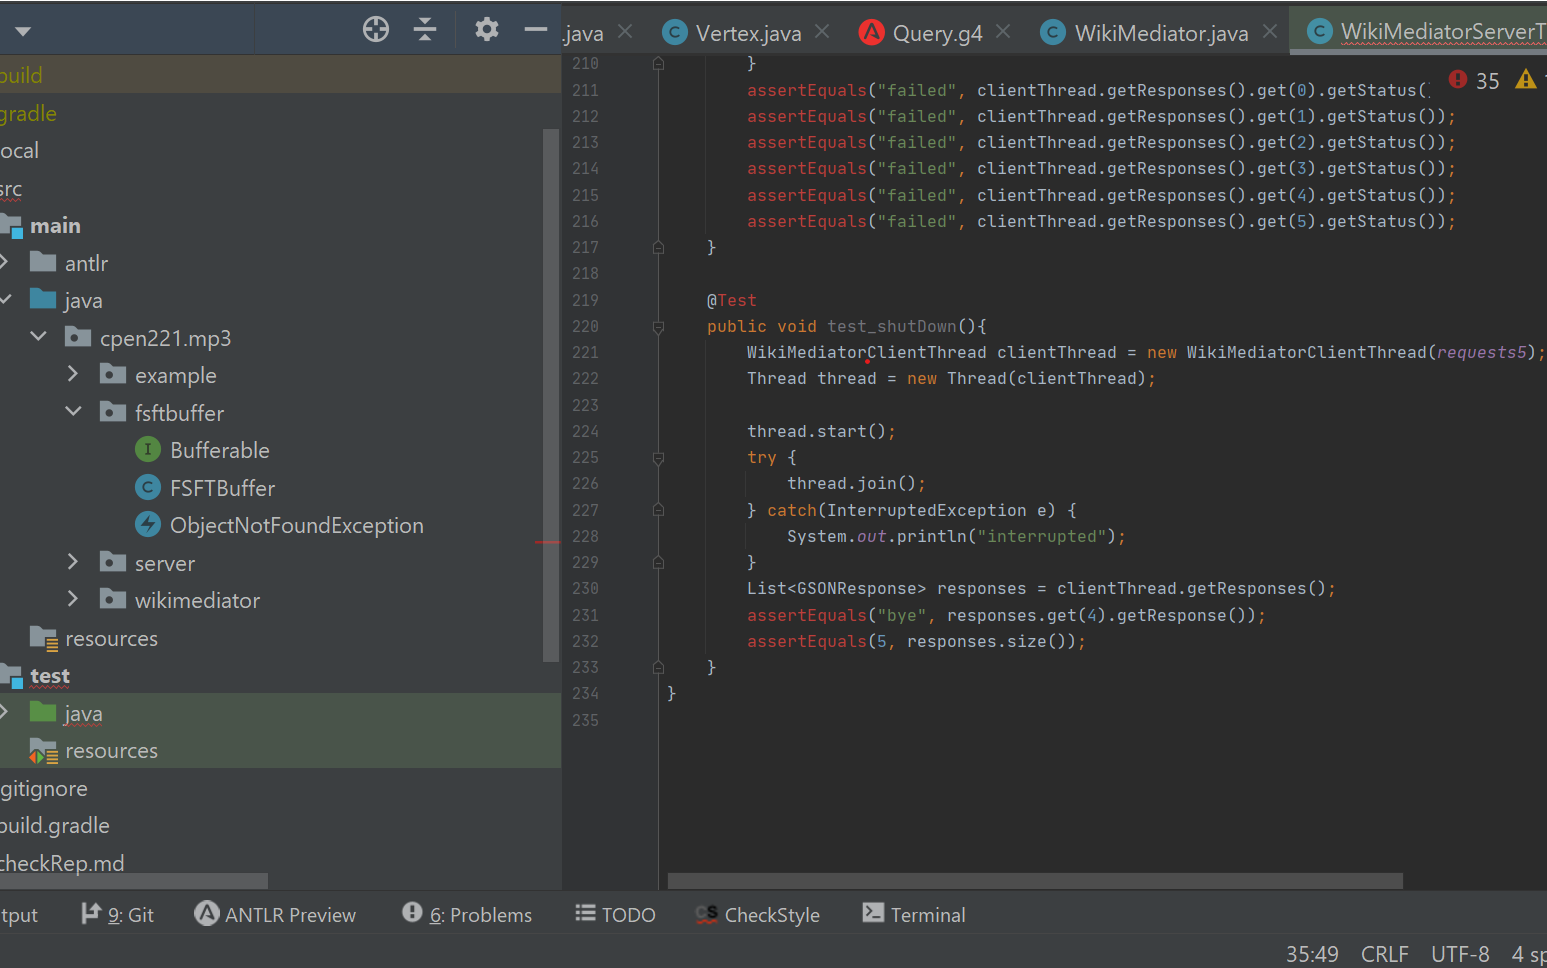 .java
Vertex.java
Query.g4
WikiMediator.java
WikiMediatorServerT
35
build
gradle
ocal
src
main
antlr
java
cpen221.mp3
example
fsftbuffer
Bufferable
FSFTBuffer
ObjectNotFoundException
server
wikimediator
resources
test
java
resources
gitignore
build.gradle
checkRep.md
210 }
211 assertEquals("failed", clientThread.getResponses().get(0).getStatus(
212 assertEquals("failed", clientThread.getResponses().get(1).getStatus());
213 assertEquals("failed", clientThread.getResponses().get(2).getStatus());
214 assertEquals("failed", clientThread.getResponses().get(3).getStatus());
215 assertEquals("failed", clientThread.getResponses().get(4).getStatus());
216 assertEquals("failed", clientThread.getResponses().get(5).getStatus());
217 }
218
219 @Test
220 public void test_shutDown(){
221 WikiMediatorClientThread clientThread = new WikiMediatorClientThread(requests5);
222 Thread thread = new Thread(clientThread);
223
224 thread.start();
225 try {
226 thread.join();
227 } catch(InterruptedException e) {
228 System.out.println("interrupted");
229 }
230 List<GSONResponse> responses = clientThread.getResponses();
231 assertEquals("bye", responses.get(4).getResponse());
232 assertEquals(5, responses.size());
233 }
234 }
235
tput
9: Git
ANTLR Preview
6: Problems
TODO
CheckStyle
Terminal
35:49 CRLF UTF-8 4 sp